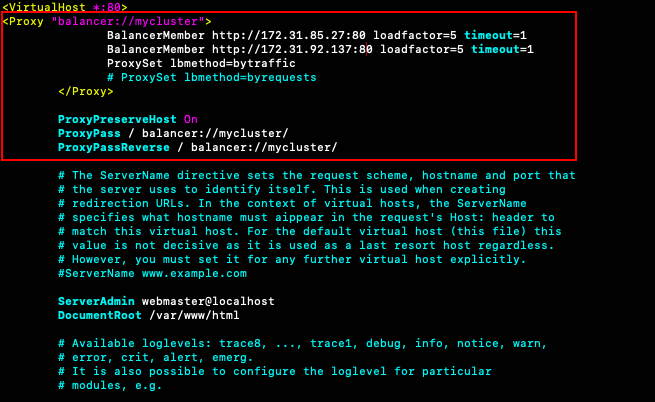 <VirtualHost *:80>
<Proxy "balancer://mycluster">
BalancerMember http://172.31.85.27:80 loadfactor=5 timeout=1
BalancerMember http://172.31.92.137:80 loadfactor=5 timeout=1
ProxySet lbmethod=bytraffic
# ProxySet lbmethod=byrequests
</Proxy>
ProxyPreserveHost On
ProxyPass / balancer://mycluster/
ProxyPassReverse / balancer://mycluster/
# The ServerName directive sets the request scheme, hostname and port that
# the server uses to identify itself. This is used when creating
# redirection URLs. In the context of virtual hosts, the ServerName
# specifies what hostname must aippear in the request's Host: header to
# match this virtual host. For the default virtual host (this file) this
# value is not decisive as it is used as a last resort host regardless.
# However, you must set it for any further virtual host explicitly.
#ServerName www.example.com
ServerAdmin webmaster@localhost
DocumentRoot /var/www/html
# Available loglevels: trace8, ..., trace1, debug, info, notice, warn,
# error, crit, alert, emerg.
# It is also possible to configure the loglevel for particular
# modules, e.g.